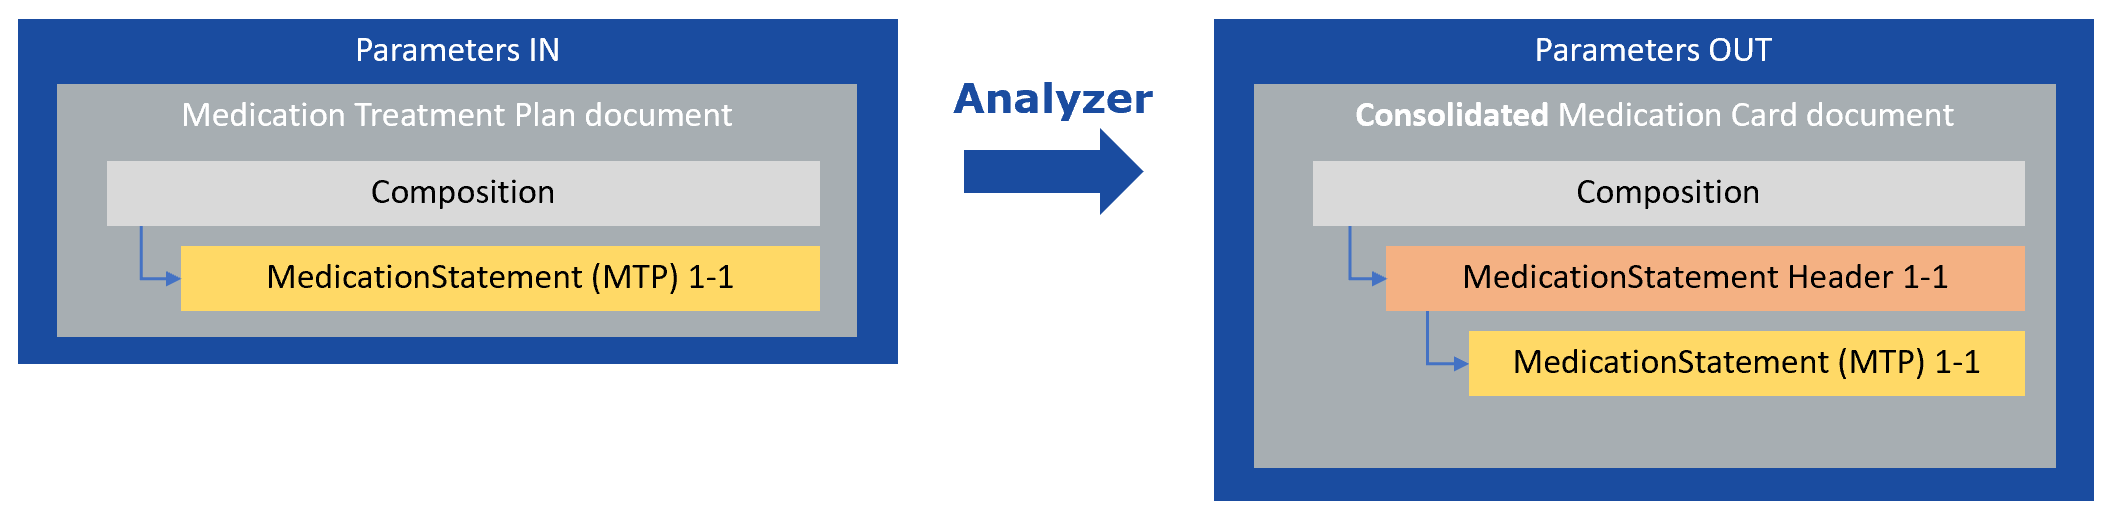 Parameters IN
Medication Treatment Plan document
Composition
MedicationStatement (MTP) 1-1
Analyzer
Parameters OUT
Consolidated Medication Card document
Composition
MedicationStatement Header 1-1
MedicationStatement (MTP) 1-1